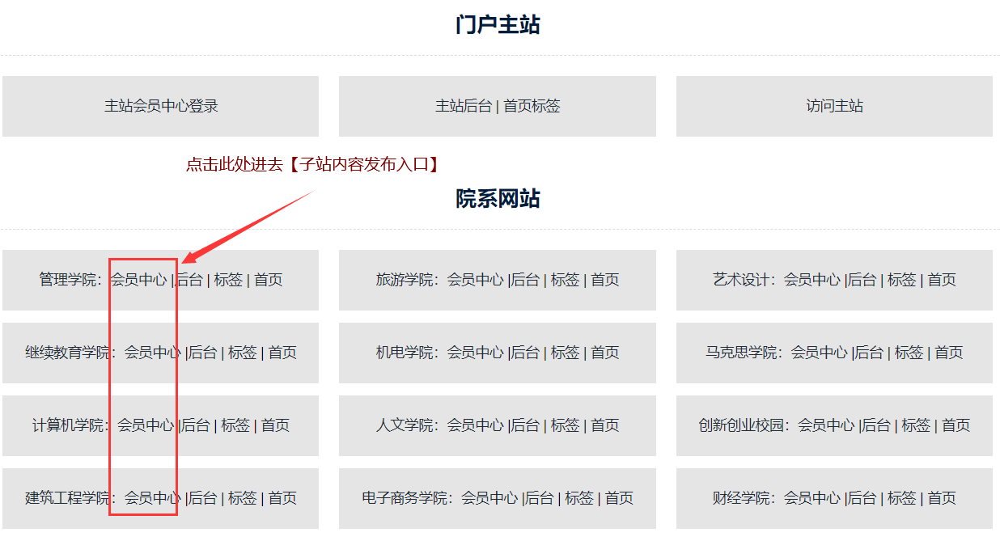 门户主站
主站会员中心登录
主站后台 | 首页标签
访问主站
点击此处进去【子站内容发布入口】
院系网站
管理学院：会员中心 |后台 | 标签 | 首页
旅游学院：会员中心 |后台 | 标签 | 首页
艺术设计：会员中心 |后台 | 标签 | 首页
继续教育学院：会员中心 |后台 | 标签 | 首页
机电学院：会员中心 |后台 | 标签 | 首页
马克思学院：会员中心 |后台 | 标签 | 首页
计算机学院：会员中心 |后台 | 标签 | 首页
人文学院：会员中心 |后台 | 标签 | 首页
创新创业校园：会员中心 |后台 | 标签 | 首页
建筑工程学院：会员中心 |后台 | 标签 | 首页
电子商务学院：会员中心 |后台 | 标签 | 首页
财经学院：会员中心 |后台 | 标签 | 首页